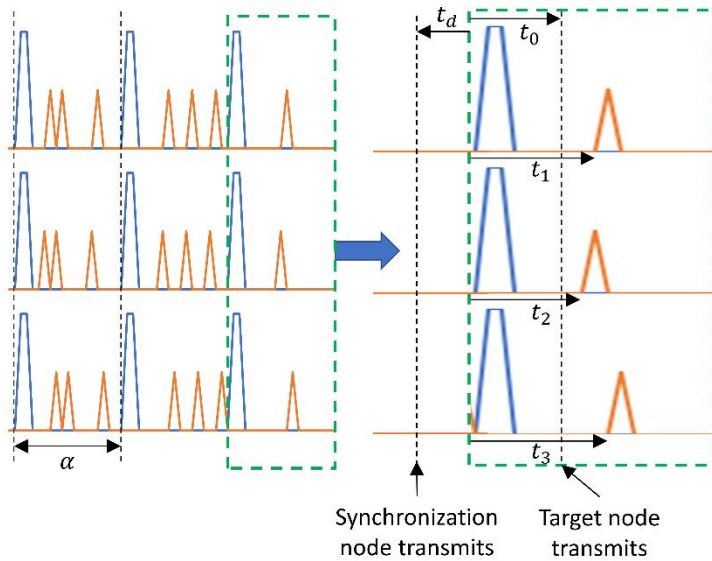 t_d
t_0
t_1
t_2
t_3
α
Synchronization
node transmits
Target node
transmits